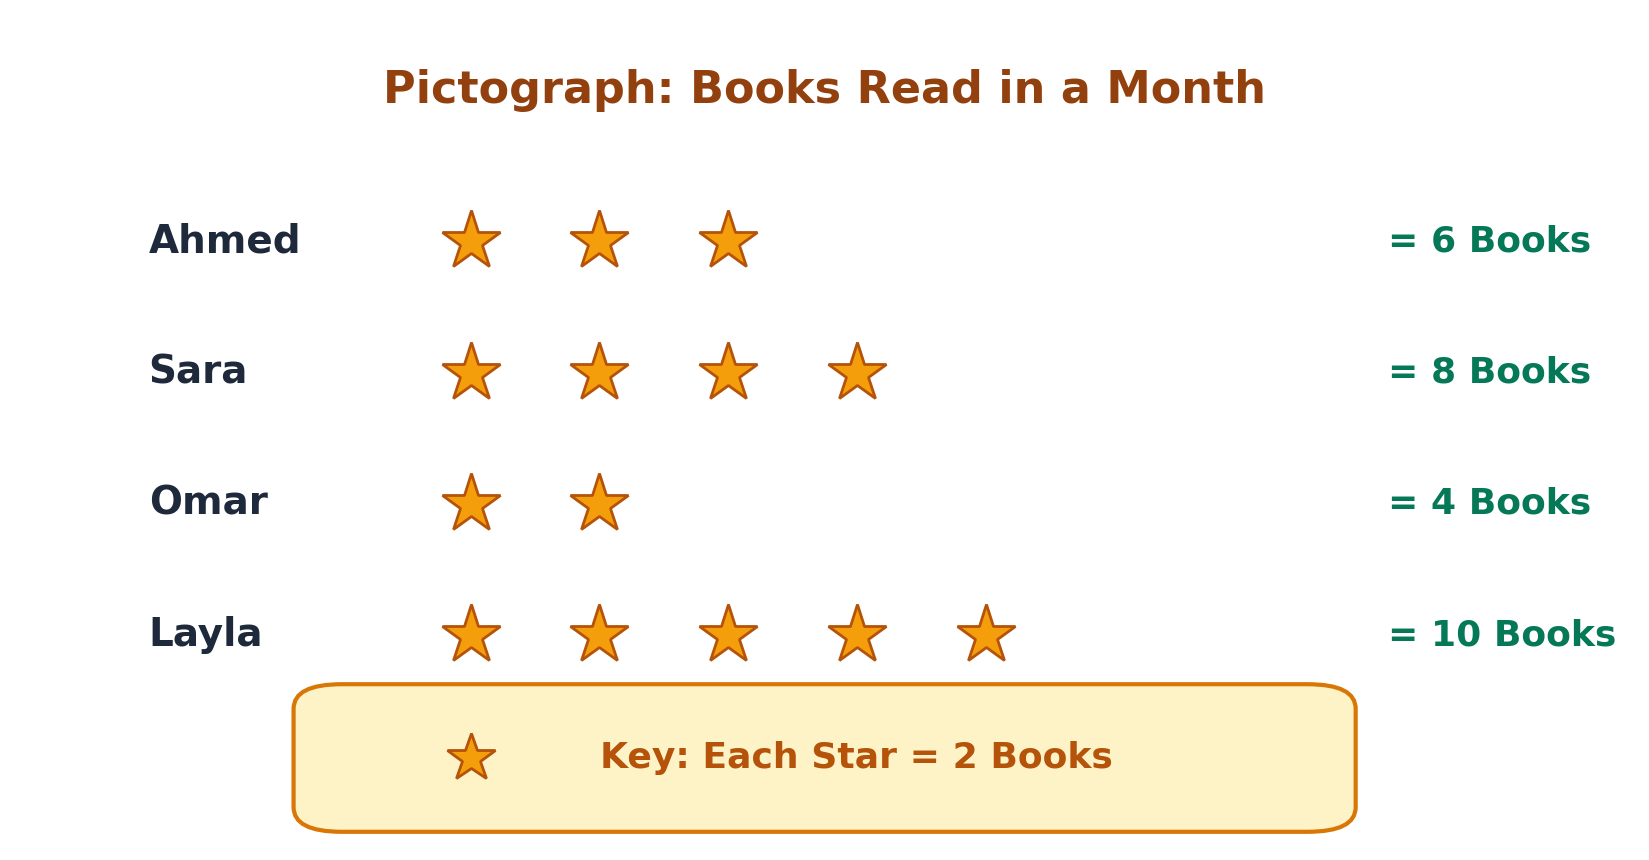 Pictograph: Books Read in a Month
Ahmed = 6 Books
Sara = 8 Books
Omar = 4 Books
Layla = 10 Books
Key: Each Star = 2 Books